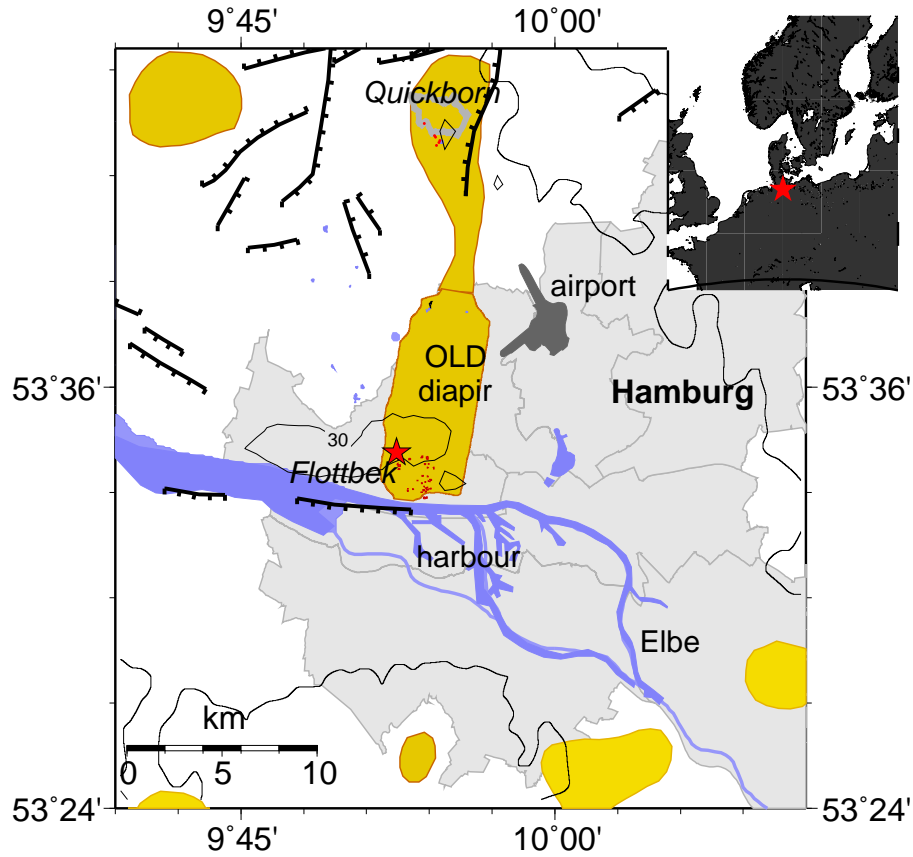 9°45'
10°00'
Quickborn
airport
OLD
diapir
53°36'
53°36'
Hamburg
30
Flottbek
harbour
Elbe
km
0
5
10
53°24'
53°24'
9°45'
10°00'